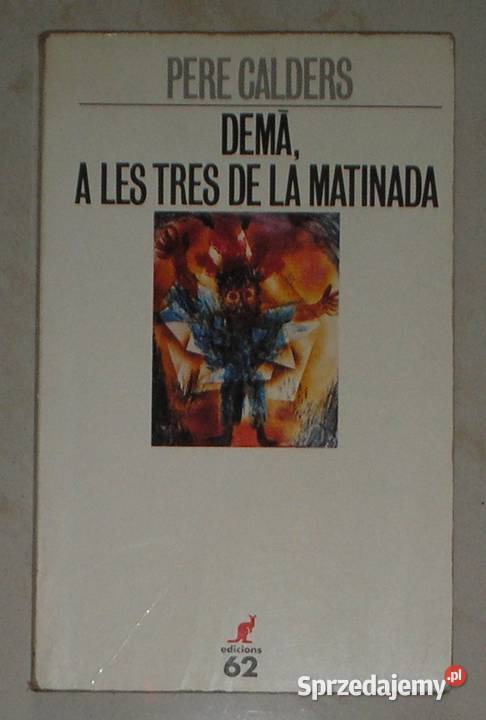 PERE CALDERS
DEMÀ,
A LES TRES DE LA MATINADA
edicions
62
Sprzedajemy.pl